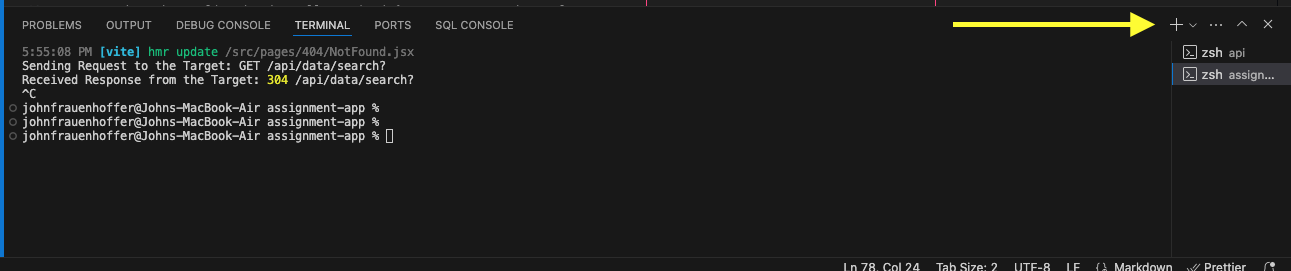 PROBLEMS OUTPUT DEBUG CONSOLE TERMINAL PORTS SQL CONSOLE
5:55:08 PM [vite] hmr update /src/pages/404/NotFound.jsx
Sending Request to the Target: GET /api/data/search?
Received Response from the Target: 304 /api/data/search?
^C
johnfrauenhoffer@Johns-MacBook-Air assignment-app %
johnfrauenhoffer@Johns-MacBook-Air assignment-app %
johnfrauenhoffer@Johns-MacBook-Air assignment-app %
zsh api
zsh assign...
Ln 78, Col 24 Tab Size: 2 UTF-8 LF {} Markdown Prettier